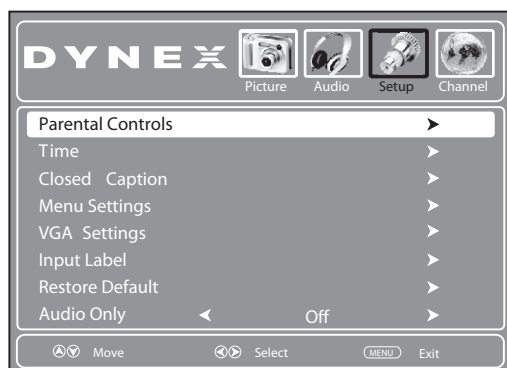 DYNEX
Picture Audio Setup Channel
Parental Controls
Time
Closed Caption
Menu Settings
VGA Settings
Input Label
Restore Default
Audio Only Off
Move Select MENU Exit